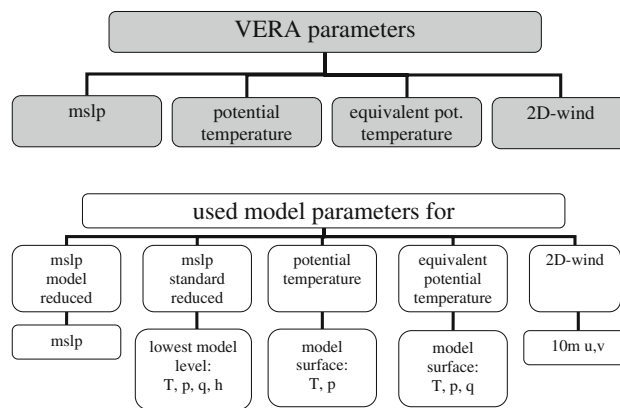 VERA parameters
mslp
potential
temperature
equivalent pot.
temperature
2D-wind
used model parameters for
mslp
model
reduced
mslp
standard
reduced
potential
temperature
equivalent
potential
temperature
2D-wind
mslp
lowest model
level:
T, p, q, h
model
surface:
T, p
model
surface:
T, p, q
10m u,v